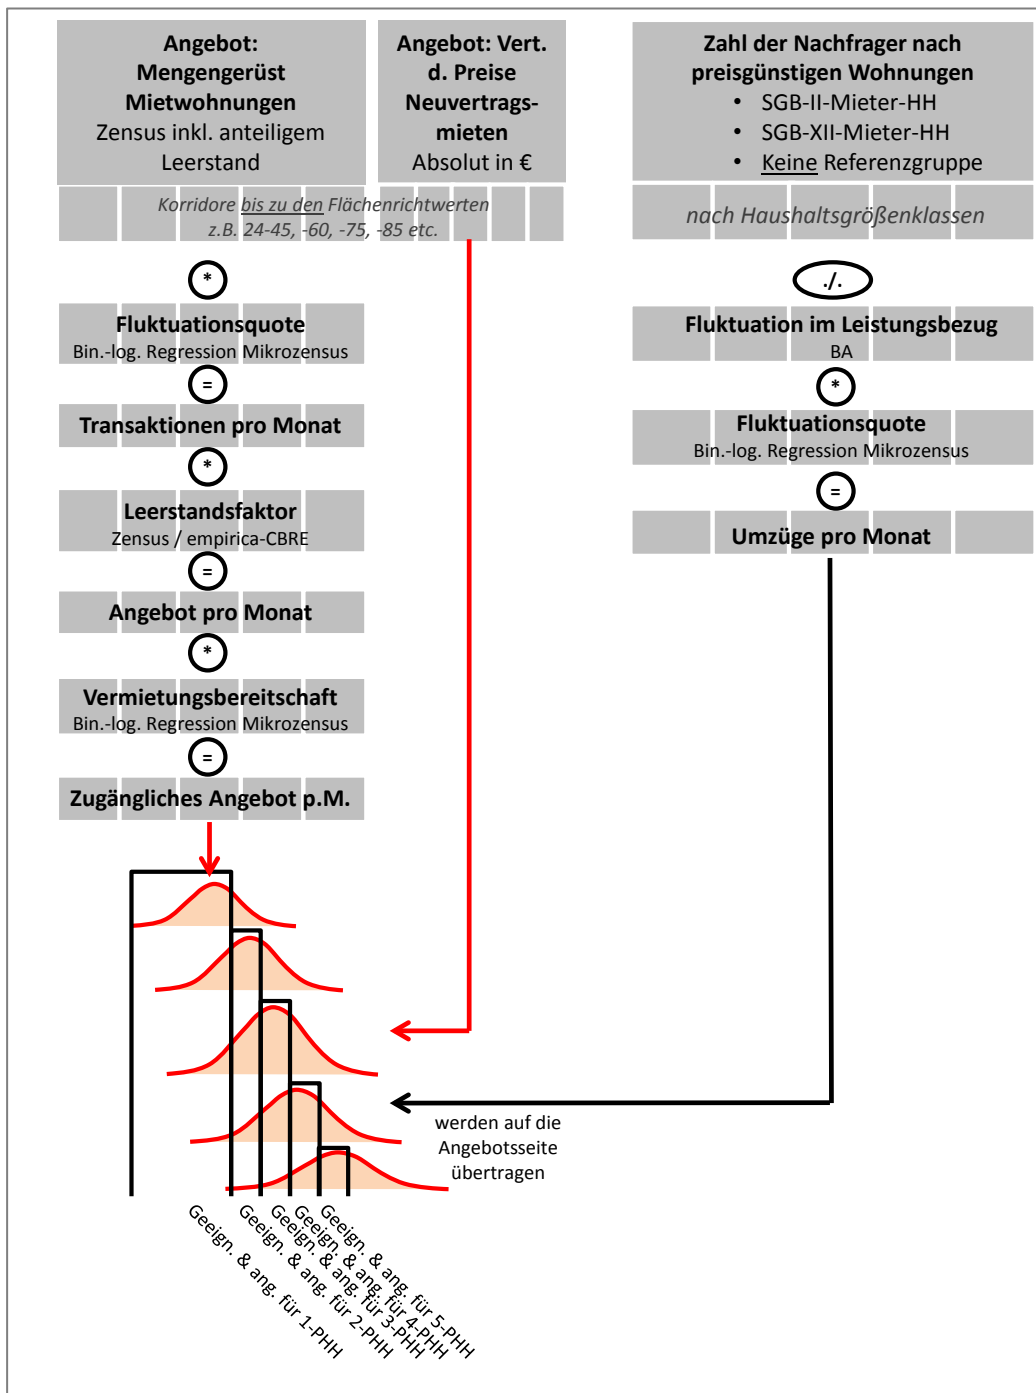 Angebot:
Mengengerüst
Mietwohnungen
Zensus inkl. anteiligem
Leerstand
Angebot: Vert.
d. Preise
Neuvertrags-
mieten
Absolut in €
Korridore bis zu den Flächenrichtwerten
z.B. 24-45, -60, -75, -85 etc.
*
Fluktuationsquote
Bin.-log. Regression Mikrozensus
=
Transaktionen pro Monat
*
Leerstandsfaktor
Zensus / empirica-CBRE
=
Angebot pro Monat
*
Vermietungsbereitschaft
Bin.-log. Regression Mikrozensus
=
Zugängliches Angebot p.M.
Zahl der Nachfrager nach
preisgünstigen Wohnungen
• SGB-II-Mieter-HH
• SGB-XII-Mieter-HH
• Keine Referenzgruppe
nach Haushaltsgrößenklassen
./.
Fluktuation im Leistungsbezug
BA
*
Fluktuationsquote
Bin.-log. Regression Mikrozensus
=
Umzüge pro Monat
werden auf die
Angebotsseite
übertragen
Geeign. & ang. für 1-PHH
Geeign. & ang. für 2-PHH
Geeign. & ang. für 3-PHH
Geeign. & ang. für 4-PHH
Geeign. & ang. für 5-PHH